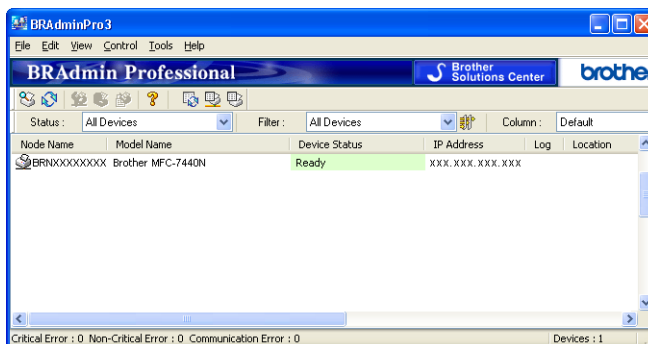 BRAdminPro3
File Edit View Control Tools Help
BRAdmin Professional Brother Solutions Center brothe
Status : All Devices Filter : All Devices Column : Default
Node Name Model Name Device Status IP Address Log Location
BRNXXXXXXX Brother MFC-7440N Ready XXX.XXX.XXX.XXX
Critical Error : 0 Non-Critical Error : 0 Communication Error : 0 Devices : 1